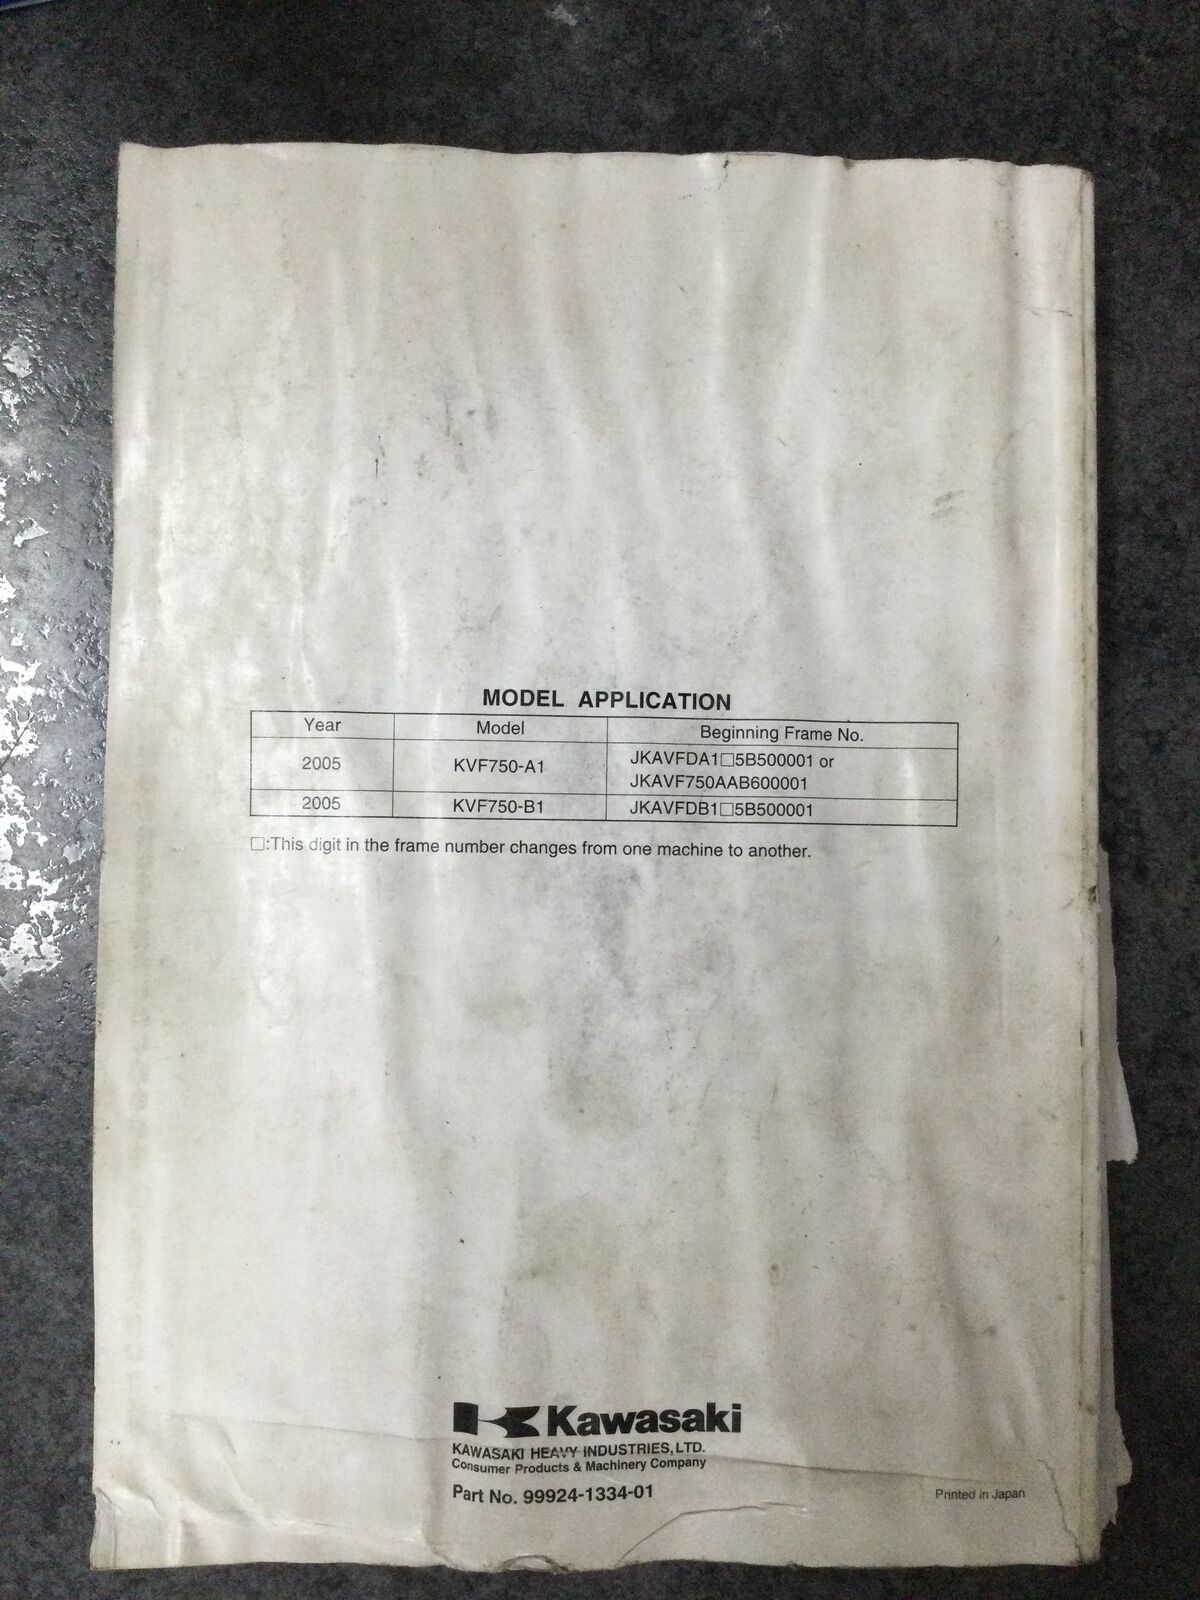 MODEL APPLICATION
Year Model Beginning Frame No.
2005 KVF750-A1 JKAVFDA1□5B500001 or
JKAVF750AAB600001
2005 KVF750-B1 JKAVFDB1□5B500001
□:This digit in the frame number changes from one machine to another.
Kawasaki
KAWASAKI HEAVY INDUSTRIES, LTD.
Consumer Products & Machinery Company
Part No. 99924-1334-01
Printed in Japan